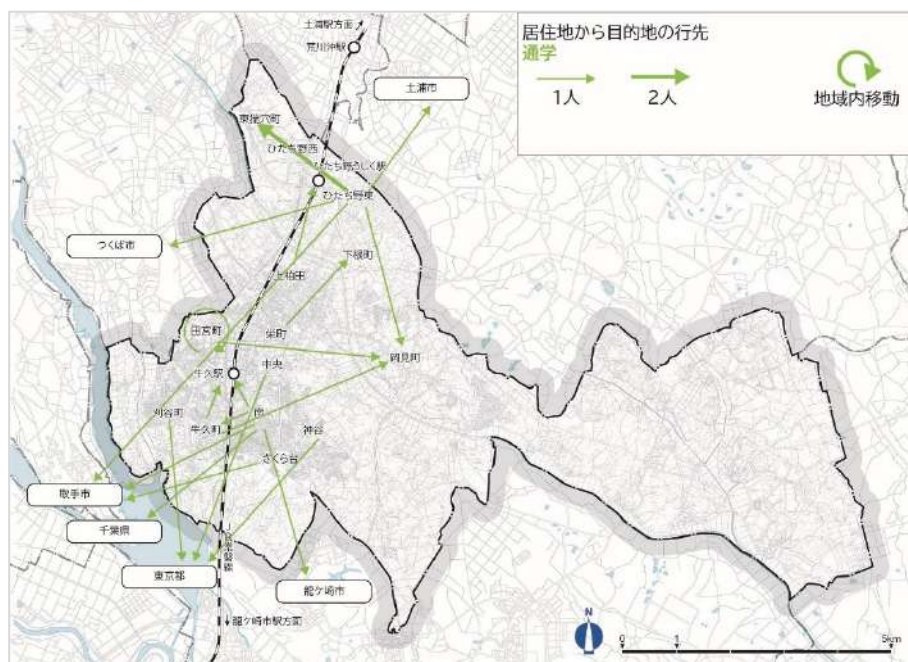 居住地から目的地の行先
通学
1人
2人
地域内移動
土浦駅方面
荒川沖駅
土浦市
東猯穴町
ひたち野西
ひたち野うしく駅
ひたち野東
つくば市
下根町
上柏田
田宮町
栄町
岡見町
中央
牛久駅
刈谷町
南
牛久町
神谷
さくら台
取手市
千葉県
東京都
龍ケ崎市
JR常磐線
龍ケ崎市駅方面
N
0
1
5km